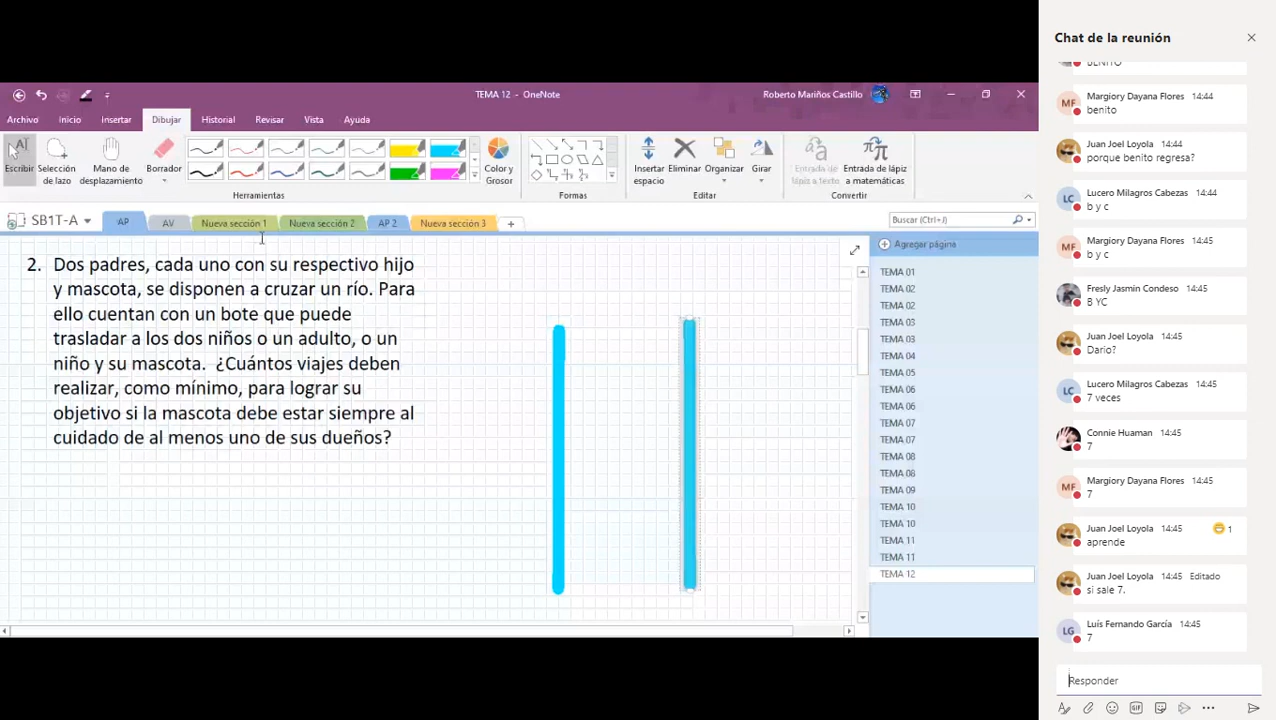 TEMA 12 - OneNote
Roberto Mariños Castillo
Archivo Inicio Insertar Dibujar Historial Revisar Vista Ayuda
Escribir
Selección de lazo
Mano de desplazamiento
Borrador
Color y Grosor
Insertar espacio
Eliminar
Organizar
Girar
Entrada de lápiz a texto
Entrada de lápiz a matemáticas
Herramientas Formas Editar Convertir
SB1T-A AP AV Nueva sección 1 Nueva sección 2 AP 2 Nueva sección 3 +
Buscar (Ctrl+J)
2. Dos padres, cada uno con su respectivo hijo
y mascota, se disponen a cruzar un río. Para
ello cuentan con un bote que puede
trasladar a los dos niños o un adulto, o un
niño y su mascota. ¿Cuántos viajes deben
realizar, como mínimo, para lograr su
objetivo si la mascota debe estar siempre al
cuidado de al menos uno de sus dueños?
Agregar página
TEMA 01
TEMA 02
TEMA 02
TEMA 03
TEMA 03
TEMA 04
TEMA 05
TEMA 06
TEMA 06
TEMA 07
TEMA 07
TEMA 08
TEMA 08
TEMA 09
TEMA 10
TEMA 10
TEMA 11
TEMA 11
TEMA 12
Chat de la reunión
BENITO
MF Margiory Dayana Flores 14:44
benito
Juan Joel Loyola 14:44
porque benito regresa?
LC Lucero Milagros Cabezas 14:44
b y c
MF Margiory Dayana Flores 14:45
b y c
Fresly Jasmin Condeso 14:45
B YC
Juan Joel Loyola 14:45
Dario?
LC Lucero Milagros Cabezas 14:45
7 veces
Connie Huaman 14:45
7
MF Margiory Dayana Flores 14:45
7
Juan Joel Loyola 14:45 1
aprende
Juan Joel Loyola 14:45 Editado
si sale 7.
LG Luís Fernando García 14:45
7
Responder
GIF